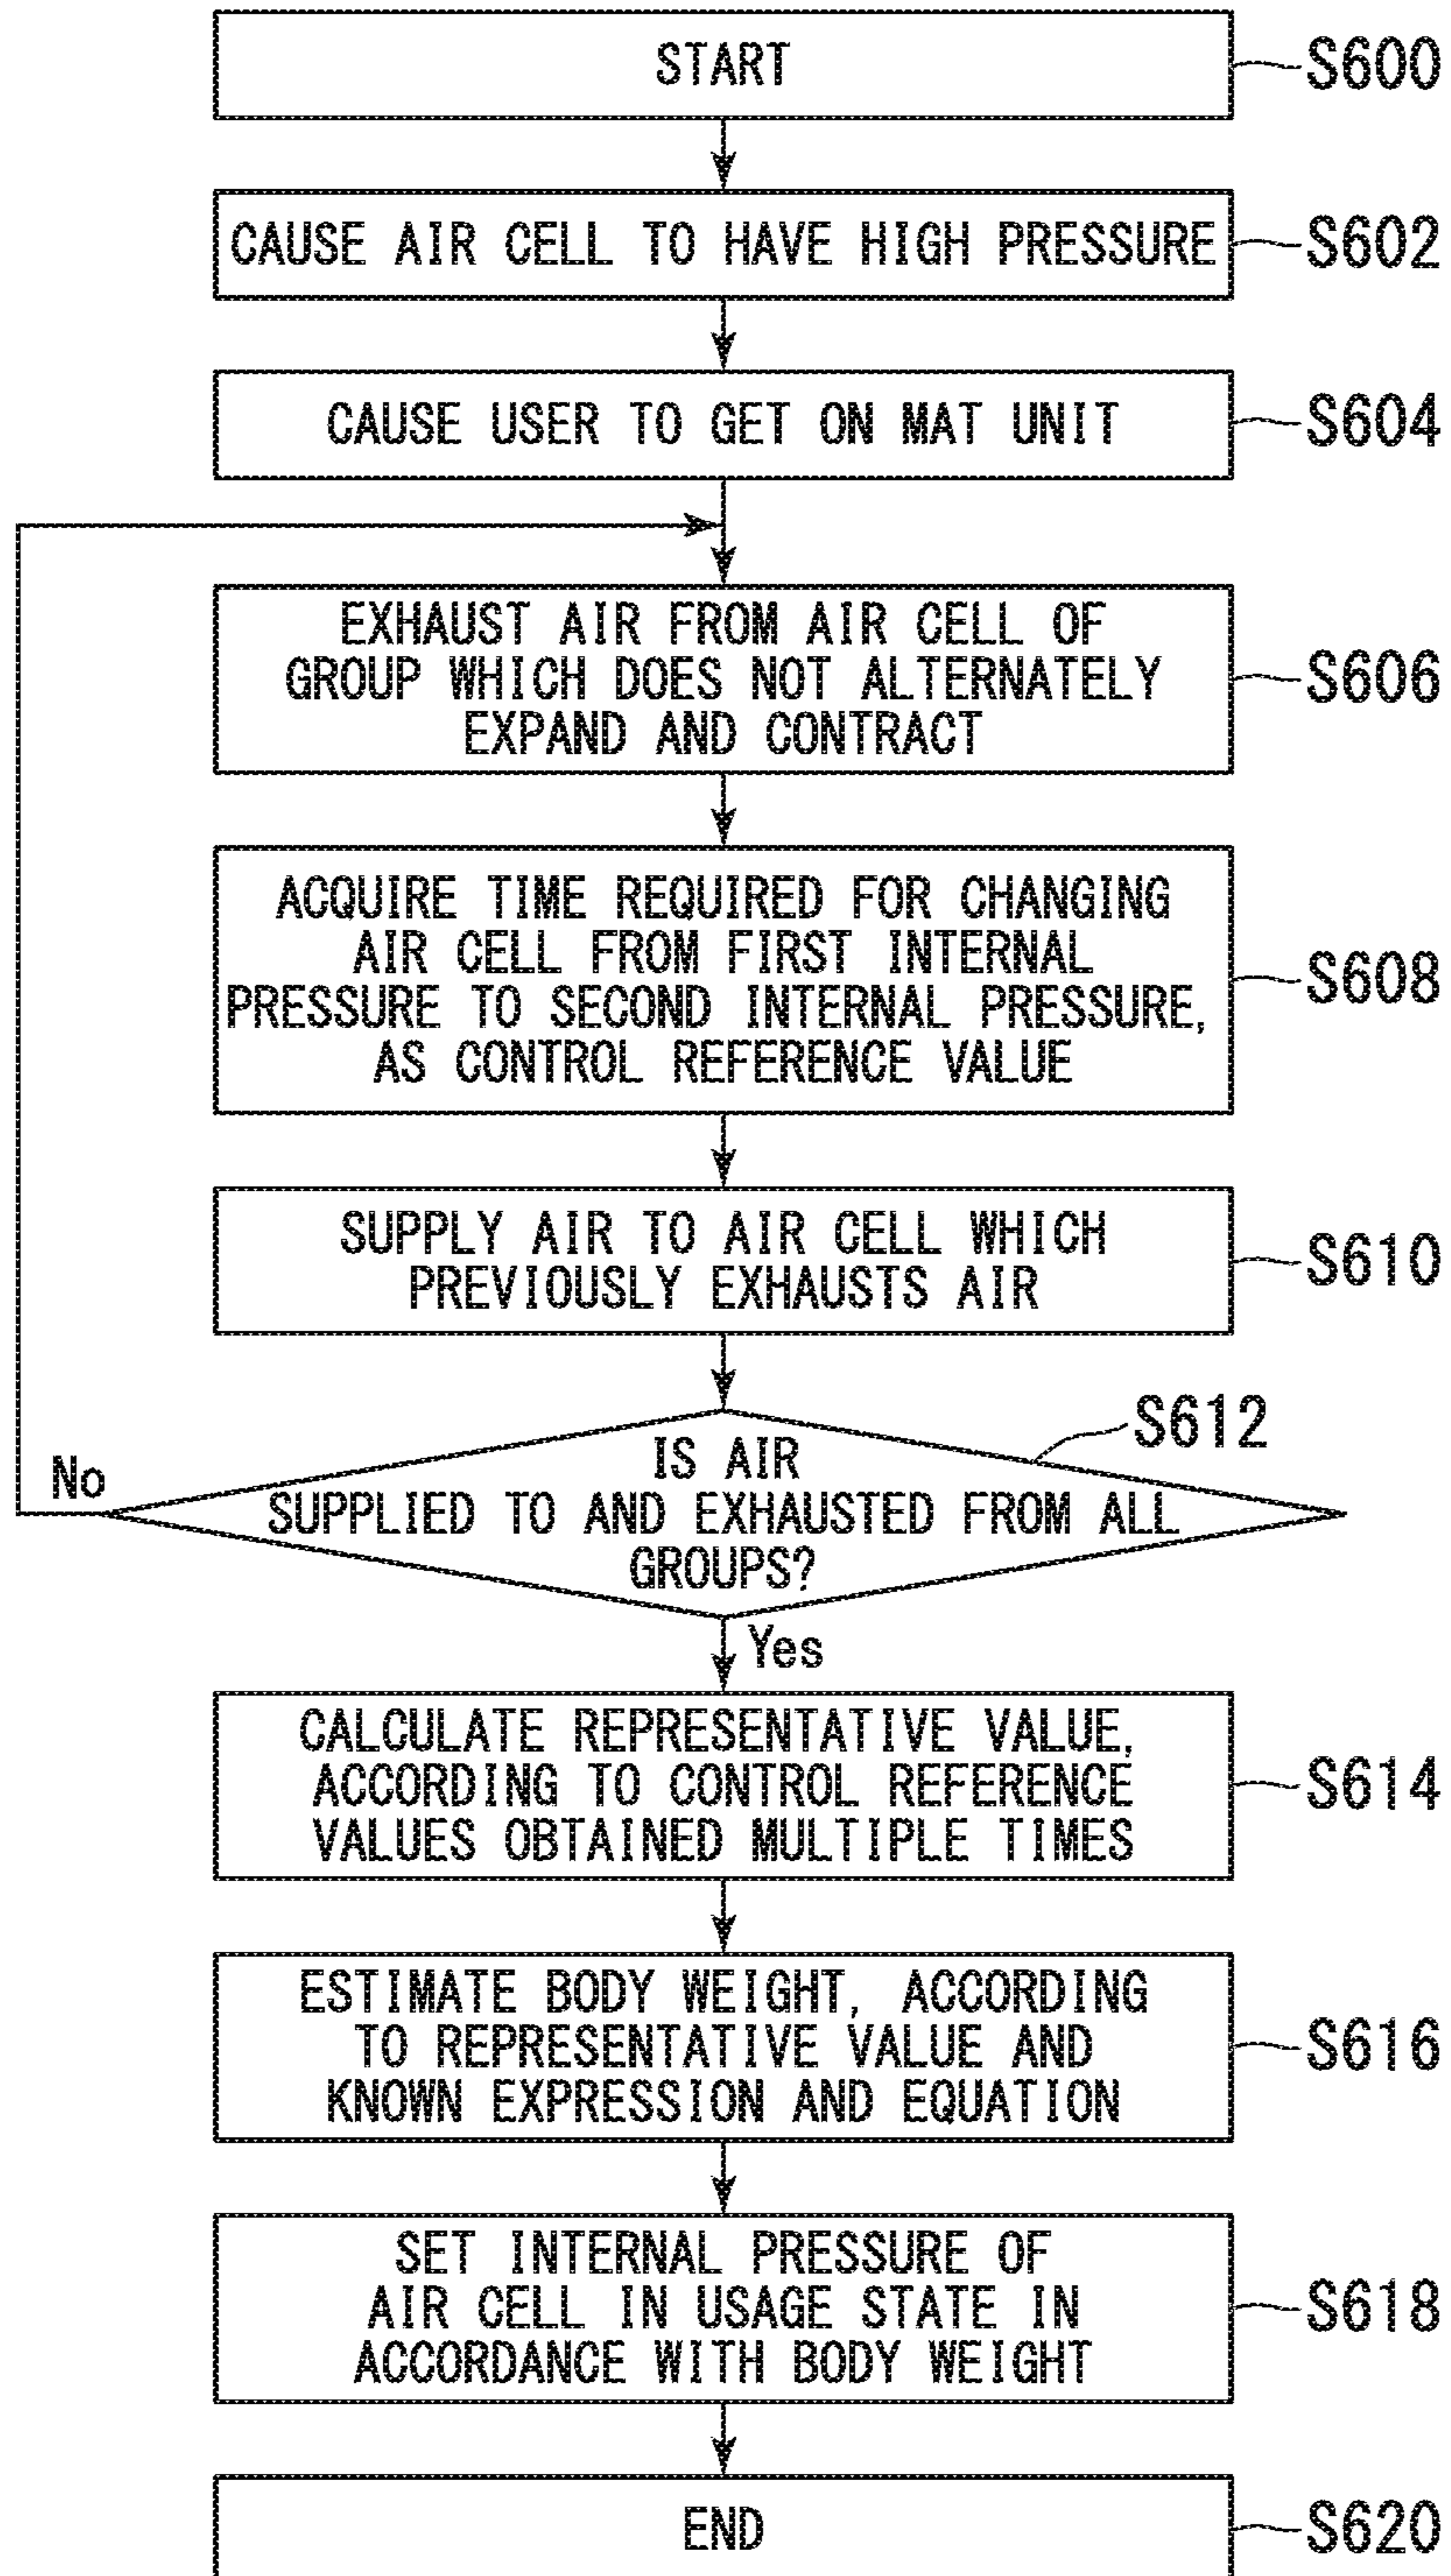 START
S600
CAUSE AIR CELL TO HAVE HIGH PRESSURE
S602
CAUSE USER TO GET ON MAT UNIT
S604
EXHAUST AIR FROM AIR CELL OF
GROUP WHICH DOES NOT ALTERNATELY
EXPAND AND CONTRACT
S606
ACQUIRE TIME REQUIRED FOR CHANGING
AIR CELL FROM FIRST INTERNAL
PRESSURE TO SECOND INTERNAL PRESSURE,
AS CONTROL REFERENCE VALUE
S608
SUPPLY AIR TO AIR CELL WHICH
PREVIOUSLY EXHAUSTS AIR
S610
S612
IS AIR
SUPPLIED TO AND EXHAUSTED FROM ALL
GROUPS?
No
Yes
CALCULATE REPRESENTATIVE VALUE,
ACCORDING TO CONTROL REFERENCE
VALUES OBTAINED MULTIPLE TIMES
S614
ESTIMATE BODY WEIGHT, ACCORDING
TO REPRESENTATIVE VALUE AND
KNOWN EXPRESSION AND EQUATION
S616
SET INTERNAL PRESSURE OF
AIR CELL IN USAGE STATE IN
ACCORDANCE WITH BODY WEIGHT
S618
END
S620